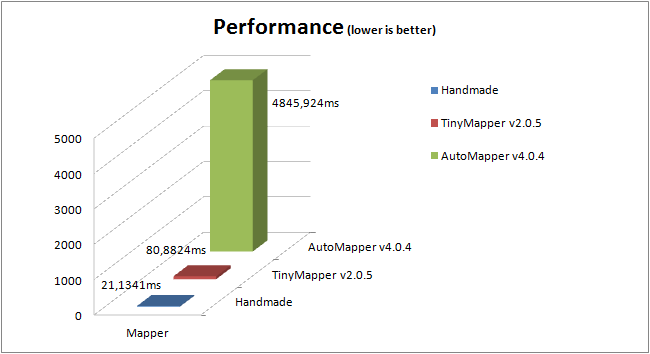 Performance (lower is better)
4845,924ms
Handmade
TinyMapper v2.0.5
AutoMapper v4.0.4
5000
4000
3000
2000
1000
0
80,8824ms
21,1341ms
AutoMapper v4.0.4
TinyMapper v2.0.5
Handmade
Mapper